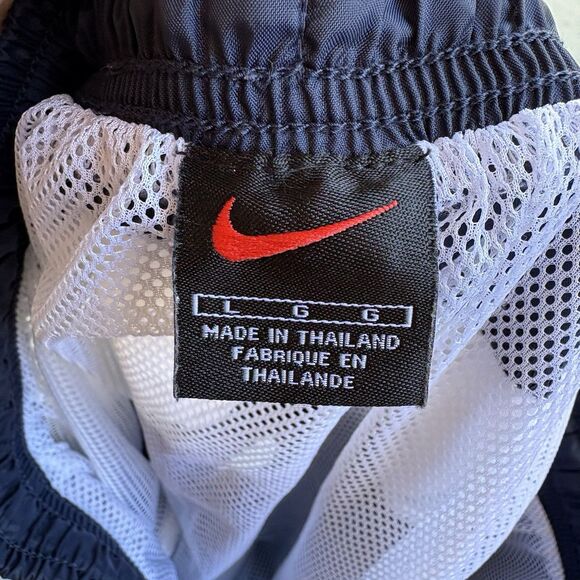 L G G
MADE IN THAILAND
FABRIQUE EN
THAILANDE